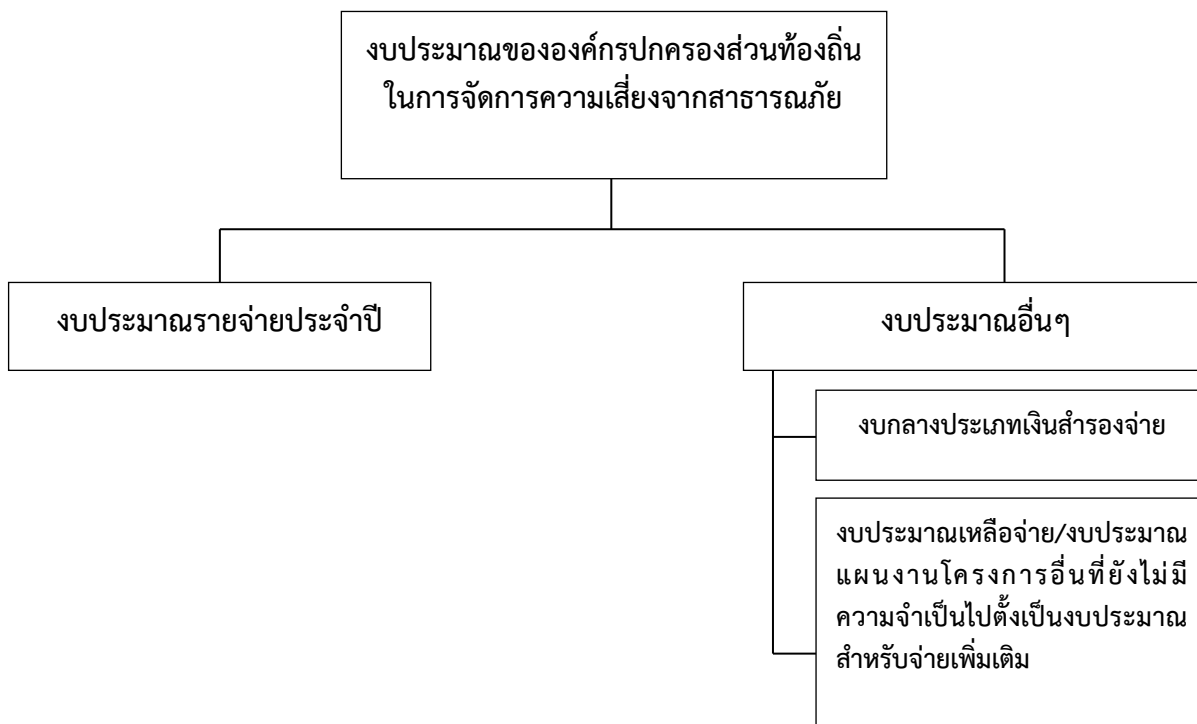 งบประมาณขององค์กรปกครองส่วนท้องถิ่น
ในการจัดการความเสี่ยงจากสาธารณภัย
งบประมาณรายจ่ายประจำปี
งบประมาณอื่นๆ
งบกลางประเภทเงินสำรองจ่าย
งบประมาณเหลือจ่าย/งบประมาณ
แผนงานโครงการอื่นที่ยังไม่มี
ความจำเป็นไปตั้งเป็นงบประมาณ
สำหรับจ่ายเพิ่มเติม